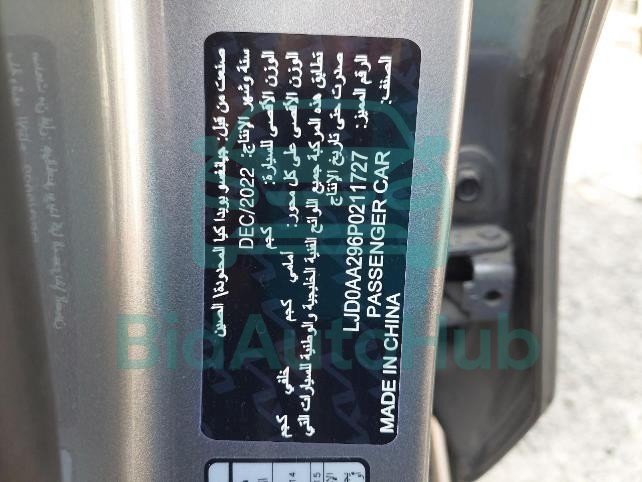 صنعت من قبل: جيانغسو يويدا كيا المحدودة\ الصين
سنة وشهر الإنتاج: DEC/2022
الوزن الأقصى للسيارة: كجم
الوزن الأقصى على كل محور: أمامي كجم خلفي كجم
تطابق هذه المركبة جميع اللوائح الفنية الخليجية والوطنية للسيارات التي
صدرت حتى تاريخ الإنتاج
الرقم المميز: LJD0AA296P0211727
الصنف: PASSENGER CAR
MADE IN CHINA
BidAutoHub